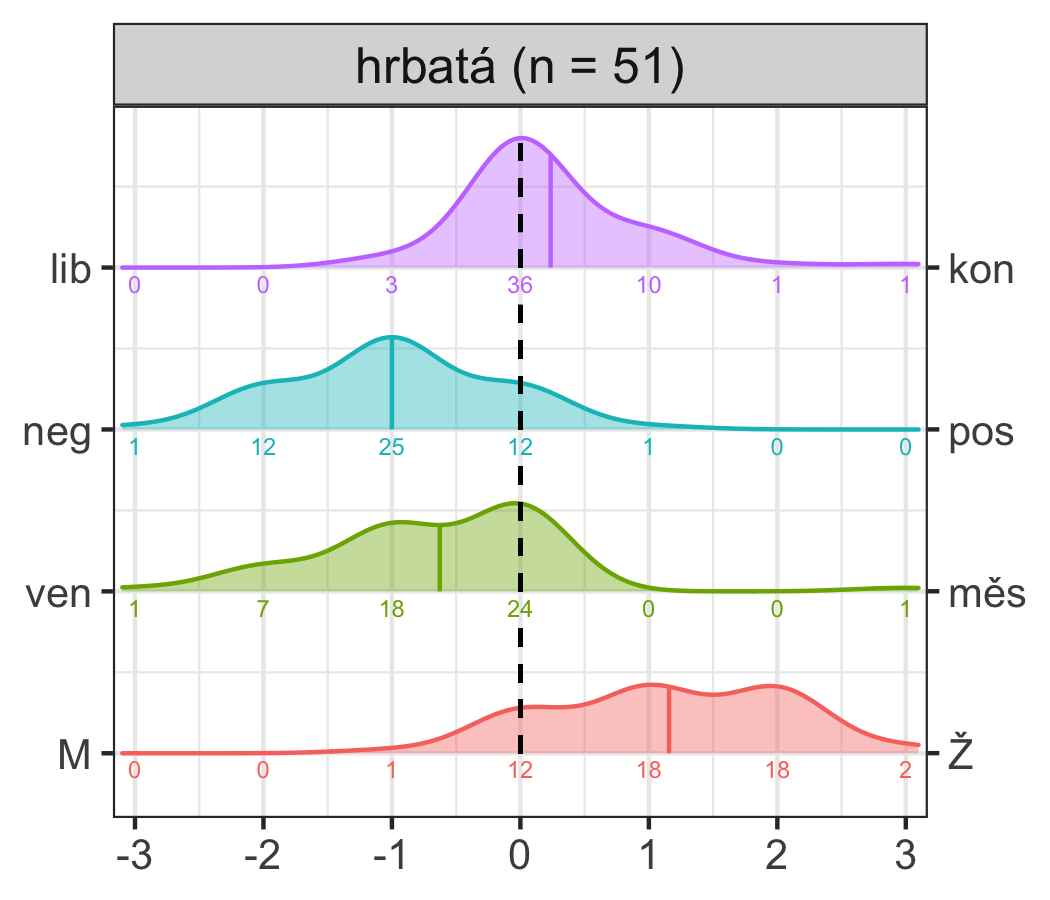 hrbatá (n = 51)
lib kon
0 0 3 36 10 1 1
neg pos
1 12 25 12 1 0 0
ven měs
1 7 18 24 0 0 1
M Ž
0 0 1 12 18 18 2
-3 -2 -1 0 1 2 3